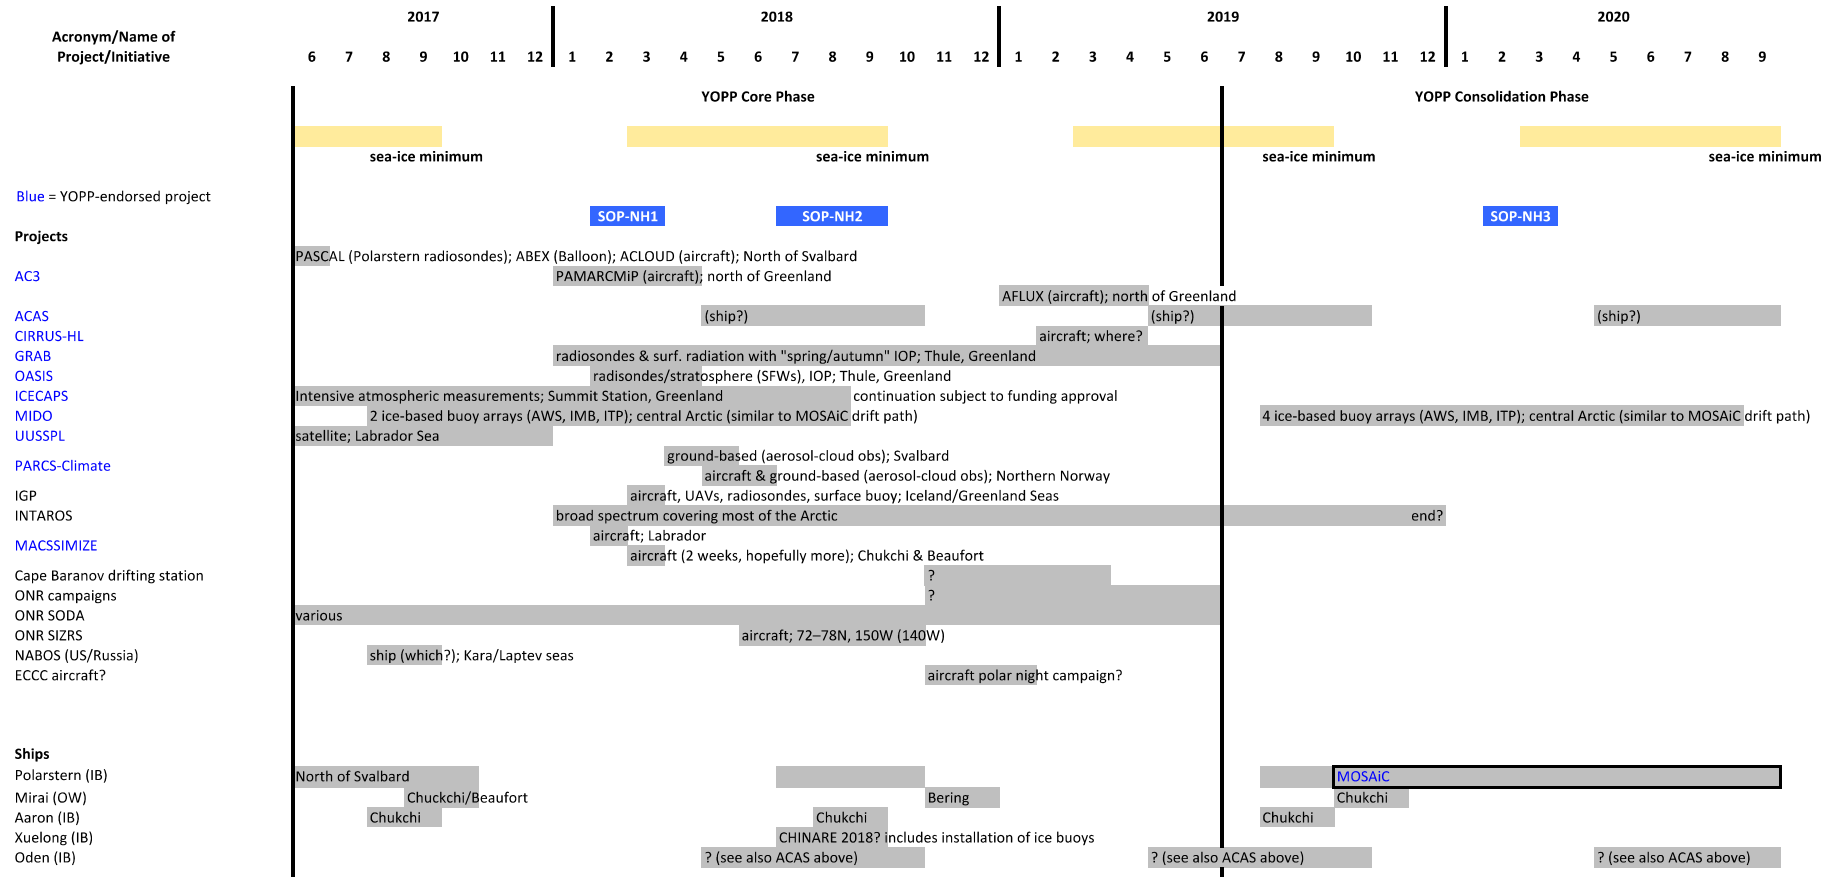 2017 2018 2019 2020
Acronym/Name of
Project/Initiative
6 7 8 9 10 11 12 1 2 3 4 5 6 7 8 9 10 11 12 1 2 3 4 5 6 7 8 9 10 11 12 1 2 3 4 5 6 7 8 9
YOPP Core Phase YOPP Consolidation Phase
sea-ice minimum sea-ice minimum sea-ice minimum sea-ice minimum
Blue = YOPP-endorsed project
SOP-NH1 SOP-NH2 SOP-NH3
Projects
PASCAL (Polarstern radiosondes); ABEX (Balloon); ACLOUD (aircraft); North of Svalbard
AC3 PAMARCMiP (aircraft); north of Greenland
AFLUX (aircraft); north of Greenland
ACAS (ship?) (ship?) (ship?)
CIRRUS-HL aircraft; where?
GRAB radiosondes & surf. radiation with "spring/autumn" IOP; Thule, Greenland
OASIS radisondes/stratosphere (SFWs), IOP; Thule, Greenland
ICECAPS Intensive atmospheric measurements; Summit Station, Greenland continuation subject to funding approval
MIDO 2 ice-based buoy arrays (AWS, IMB, ITP); central Arctic (similar to MOSAiC drift path) 4 ice-based buoy arrays (AWS, IMB, ITP); central Arctic (similar to MOSAiC drift path)
UUSSPL satellite; Labrador Sea
ground-based (aerosol-cloud obs); Svalbard
PARCS-Climate
aircraft & ground-based (aerosol-cloud obs); Northern Norway
IGP aircraft, UAVs, radiosondes, surface buoy; Iceland/Greenland Seas
INTAROS broad spectrum covering most of the Arctic end?
aircraft; Labrador
MACSSIMIZE
aircraft (2 weeks, hopefully more); Chukchi & Beaufort
Cape Baranov drifting station ?
ONR campaigns ?
ONR SODA various
ONR SIZRS aircraft; 72–78N, 150W (140W)
NABOS (US/Russia) ship (which?); Kara/Laptev seas
ECCC aircraft? aircraft polar night campaign?
Ships
Polarstern (IB) North of Svalbard MOSAiC
Mirai (OW) Chuckchi/Beaufort Bering Chukchi
Aaron (IB) Chukchi Chukchi Chukchi
Xuelong (IB) CHINARE 2018? includes installation of ice buoys
Oden (IB) ? (see also ACAS above) ? (see also ACAS above) ? (see also ACAS above)